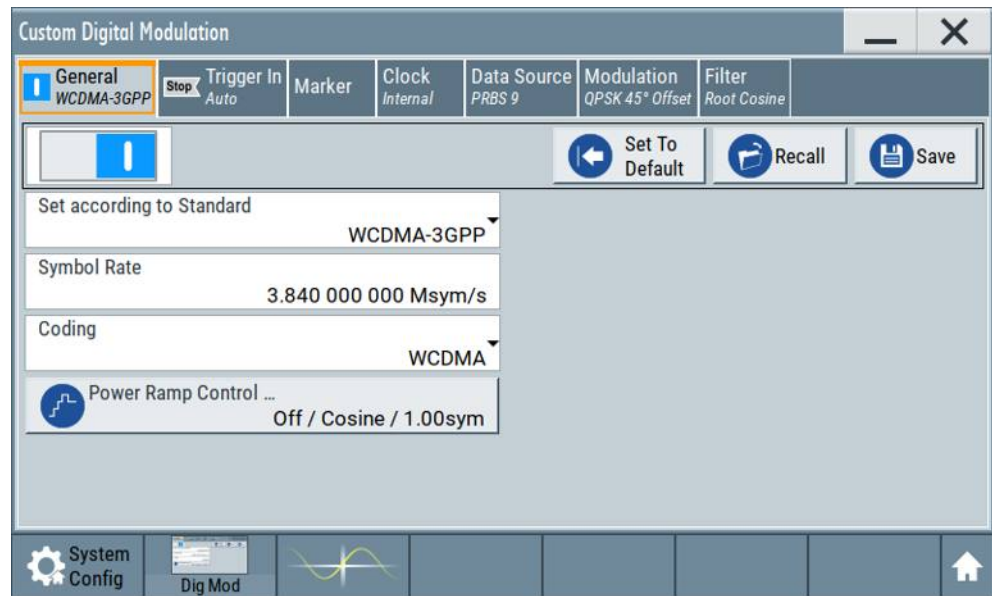 Custom Digital Modulation
General
WCDMA-3GPP
Stop
Trigger In
Auto
Marker
Clock
Internal
Data Source
PRBS 9
Modulation
QPSK 45° Offset
Filter
Root Cosine
Set To
Default
Recall
Save
Set according to Standard
WCDMA-3GPP
Symbol Rate
3.840 000 000 Msym/s
Coding
WCDMA
Power Ramp Control ...
Off / Cosine / 1.00sym
System
Config
Dig Mod